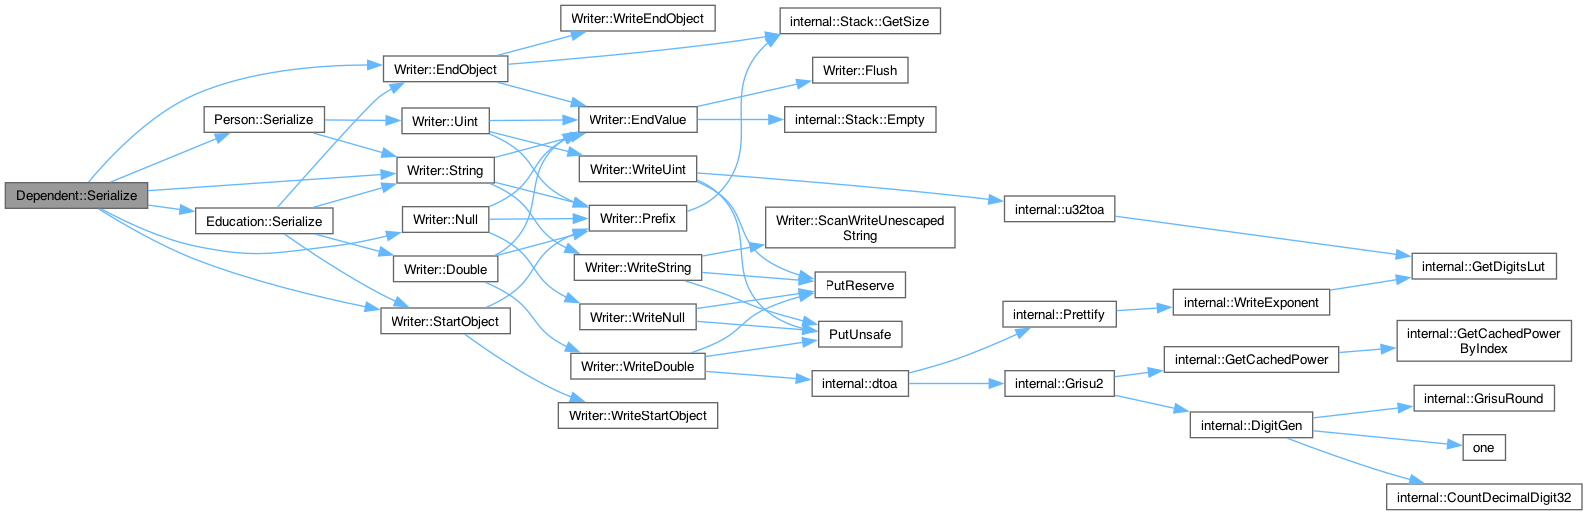 Dependent::Serialize
Person::Serialize
Education::Serialize
Writer::EndObject
Writer::Uint
Writer::String
Writer::Null
Writer::Double
Writer::StartObject
Writer::WriteEndObject
Writer::EndValue
Writer::WriteUint
Writer::Prefix
Writer::WriteString
Writer::WriteNull
Writer::WriteDouble
Writer::WriteStartObject
internal::Stack::GetSize
Writer::Flush
internal::Stack::Empty
Writer::ScanWriteUnescaped
String
PutReserve
PutUnsafe
internal::dtoa
internal::u32toa
internal::Prettify
internal::Grisu2
internal::WriteExponent
internal::GetCachedPower
internal::DigitGen
internal::GetDigitsLut
internal::GetCachedPower
ByIndex
internal::GrisuRound
one
internal::CountDecimalDigit32